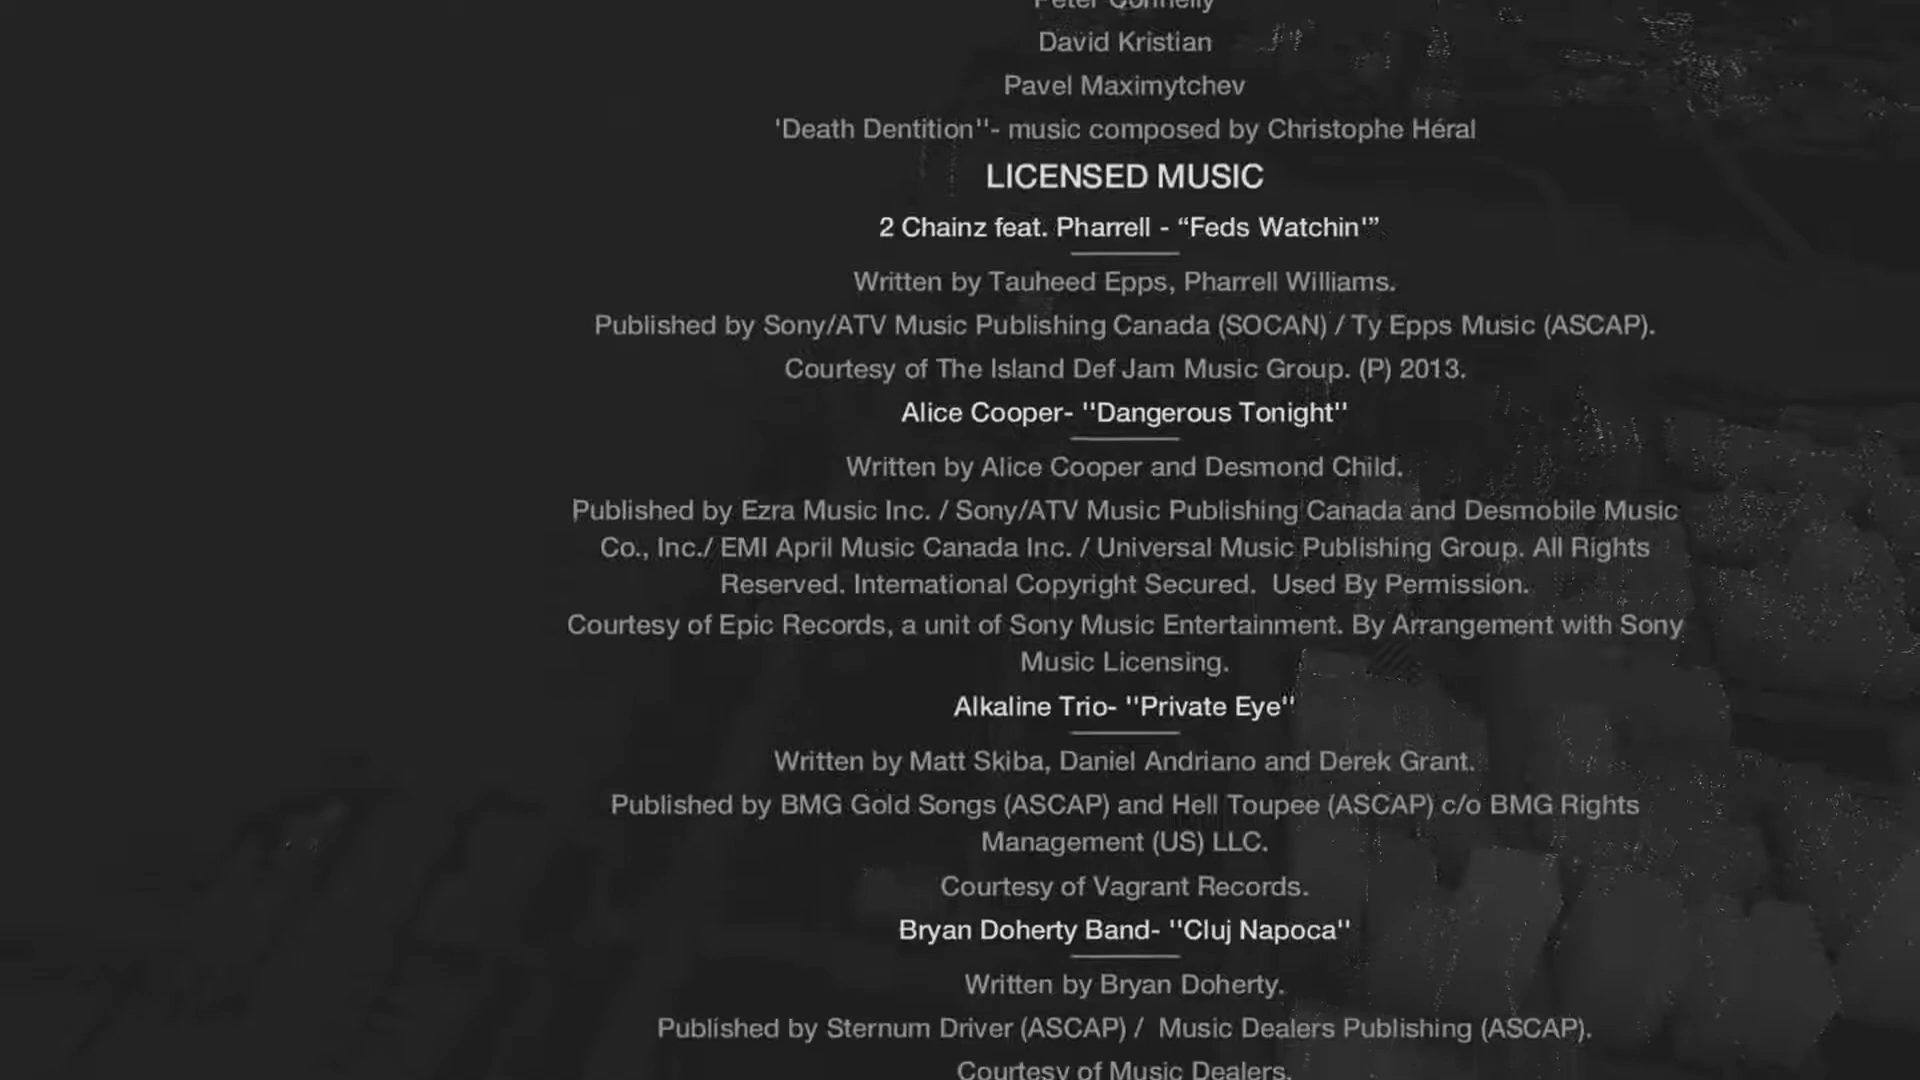 Peter Connelly
David Kristian
Pavel Maximytchev
'Death Dentition''- music composed by Christophe Héral
LICENSED MUSIC
2 Chainz feat. Pharrell - “Feds Watchin'”
Written by Tauheed Epps, Pharrell Williams.
Published by Sony/ATV Music Publishing Canada (SOCAN) / Ty Epps Music (ASCAP).
Courtesy of The Island Def Jam Music Group. (P) 2013.
Alice Cooper- ''Dangerous Tonight''
Written by Alice Cooper and Desmond Child.
Published by Ezra Music Inc. / Sony/ATV Music Publishing Canada and Desmobile Music
Co., Inc./ EMI April Music Canada Inc. / Universal Music Publishing Group. All Rights
Reserved. International Copyright Secured.  Used By Permission.
Courtesy of Epic Records, a unit of Sony Music Entertainment. By Arrangement with Sony
Music Licensing.
Alkaline Trio- ''Private Eye''
Written by Matt Skiba, Daniel Andriano and Derek Grant.
Published by BMG Gold Songs (ASCAP) and Hell Toupee (ASCAP) c/o BMG Rights
Management (US) LLC.
Courtesy of Vagrant Records.
Bryan Doherty Band- ''Cluj Napoca''
Written by Bryan Doherty.
Published by Sternum Driver (ASCAP) /  Music Dealers Publishing (ASCAP).
Courtesy of Music Dealers.